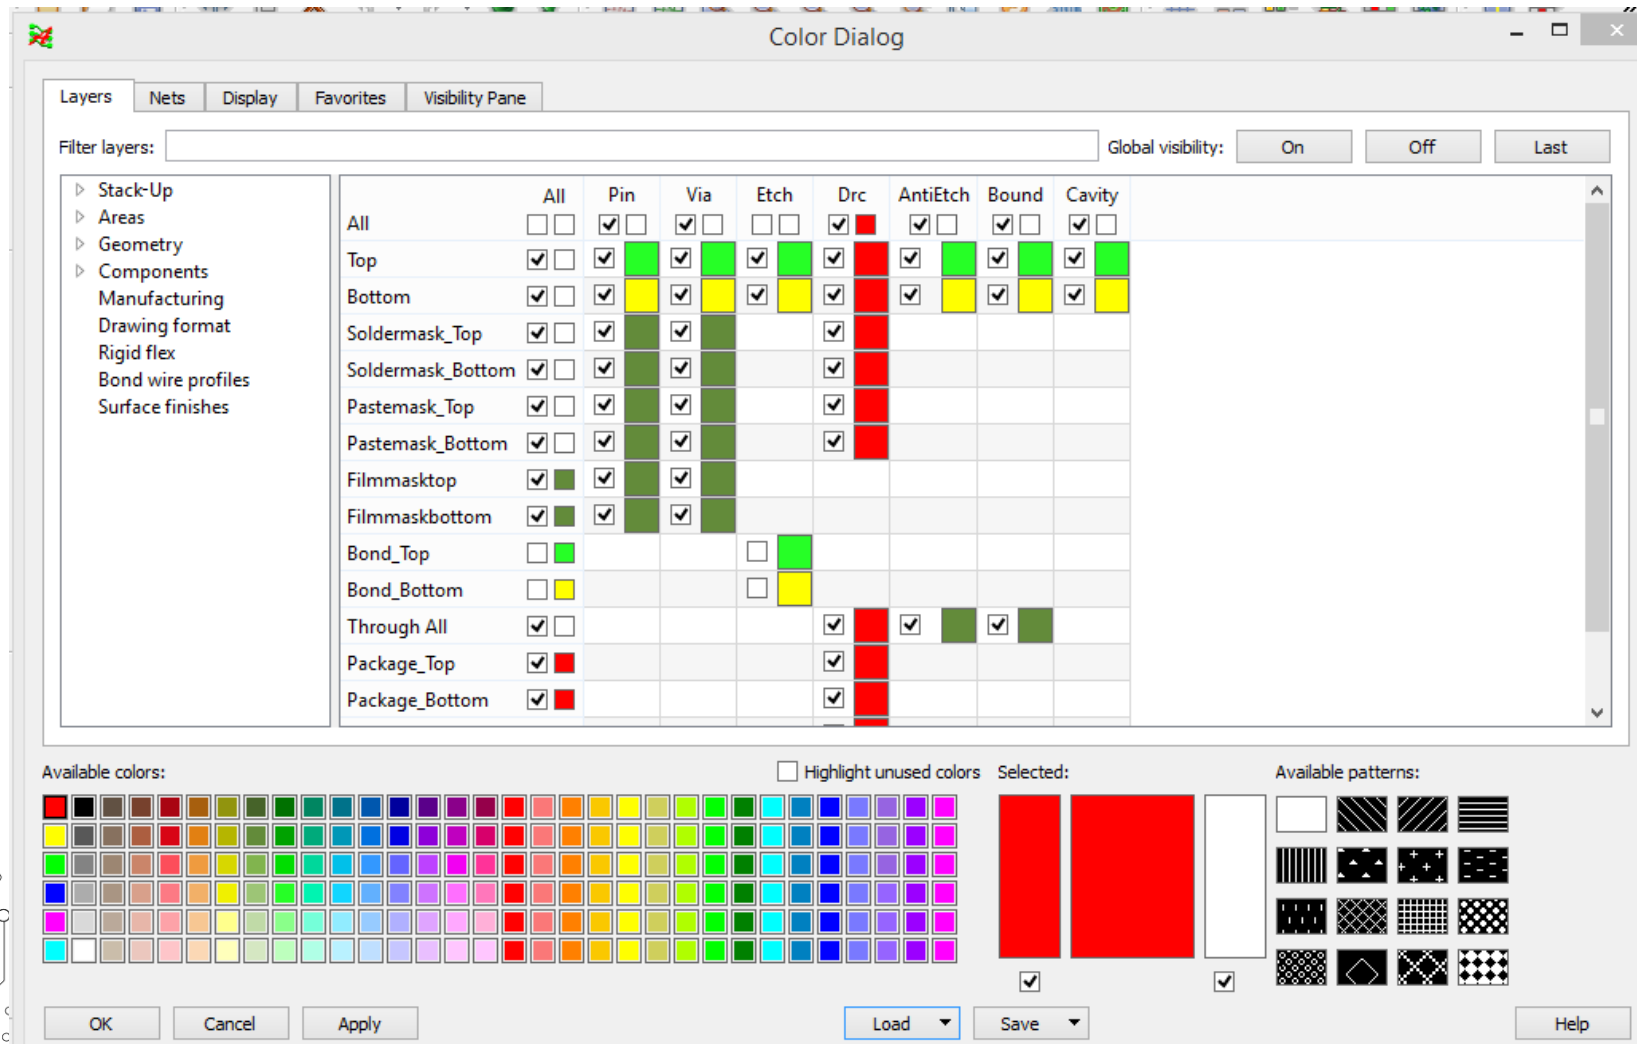 Color Dialog
Layers Nets Display Favorites Visibility Pane
Filter layers: Global visibility: On Off Last
Stack-Up
Areas
Geometry
Components
Manufacturing
Drawing format
Rigid flex
Bond wire profiles
Surface finishes
All Pin Via Etch Drc AntiEtch Bound Cavity
All
Top
Bottom
Soldermask_Top
Soldermask_Bottom
Pastemask_Top
Pastemask_Bottom
Filmmasktop
Filmmaskbottom
Bond_Top
Bond_Bottom
Through All
Package_Top
Package_Bottom
Available colors: Highlight unused colors Selected: Available patterns:
OK Cancel Apply Load Save Help